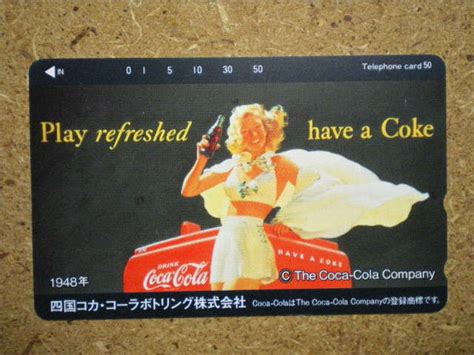 IN 0 1 5 10 30 50 Telephone card 50
Play refreshed have a Coke
DRINK
Coca-Cola
HAVE A COKE
1948年
© The Coca-Cola Company
四国コカ・コーラボトリング株式会社 Coca-ColaはThe Coca-Cola Companyの登録商標です。